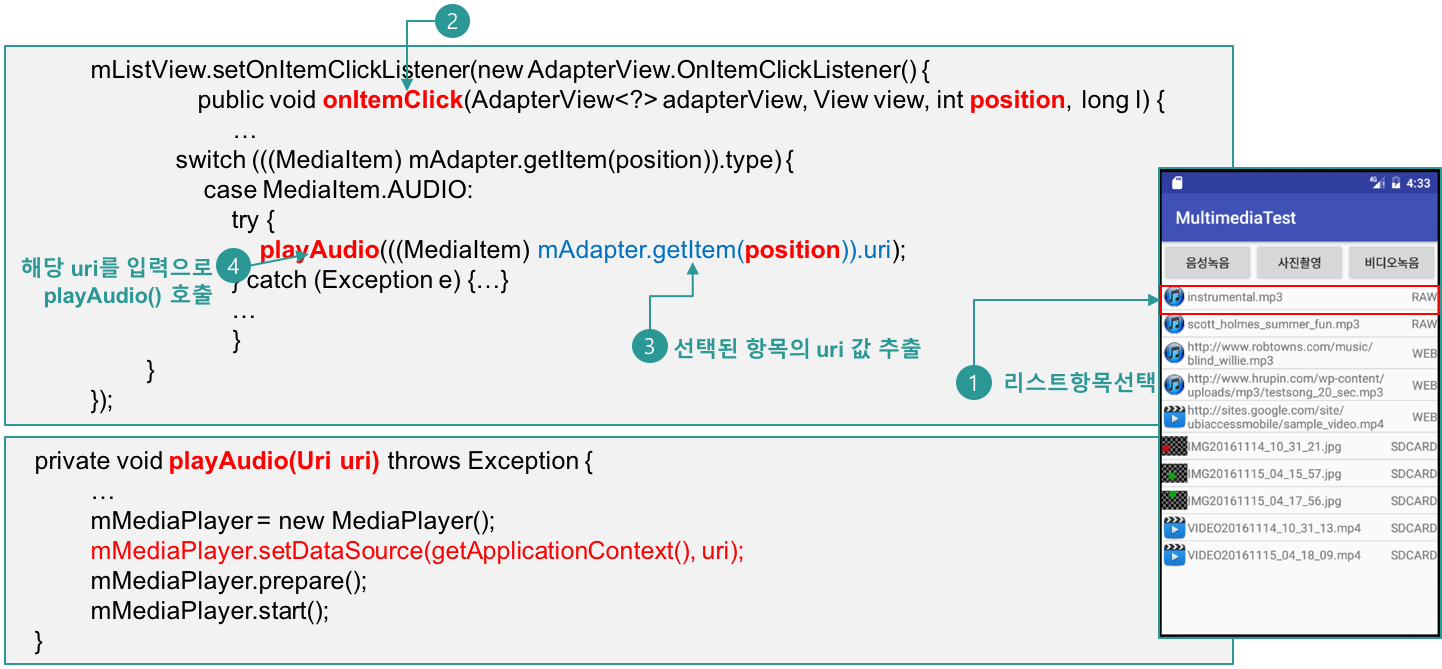 2
mListView.setOnItemClickListener(new AdapterView.OnItemClickListener() {
public void onItemClick(AdapterView<?> adapterView, View view, int position, long l) {
...
switch (((MediaItem) mAdapter.getItem(position)).type) {
case MediaItem.AUDIO:
try {
playAudio(((MediaItem) mAdapter.getItem(position)).uri);
} catch (Exception e) {...}
...
}
}
});
해당 uri를 입력으로
playAudio() 호출
4
3 선택된 항목의 uri 값 추출
1 리스트항목선택
private void playAudio(Uri uri) throws Exception {
...
mMediaPlayer = new MediaPlayer();
mMediaPlayer.setDataSource(getApplicationContext(), uri);
mMediaPlayer.prepare();
mMediaPlayer.start();
}
4G 4:33
MultimediaTest
음성녹음 사진촬영 비디오녹음
instrumental.mp3 RAW
scott_holmes_summer_fun.mp3 RAW
http://www.robtowns.com/music/
blind_willie.mp3 WEB
http://www.hrupin.com/wp-content/
uploads/mp3/testsong_20_sec.mp3 WEB
http://sites.google.com/site/
ubiaccessmobile/sample_video.mp4 WEB
IMG20161114_10_31_21.jpg SDCARD
IMG20161115_04_15_57.jpg SDCARD
IMG20161115_04_17_56.jpg SDCARD
VIDEO20161114_10_31_13.mp4 SDCARD
VIDEO20161115_04_18_09.mp4 SDCARD